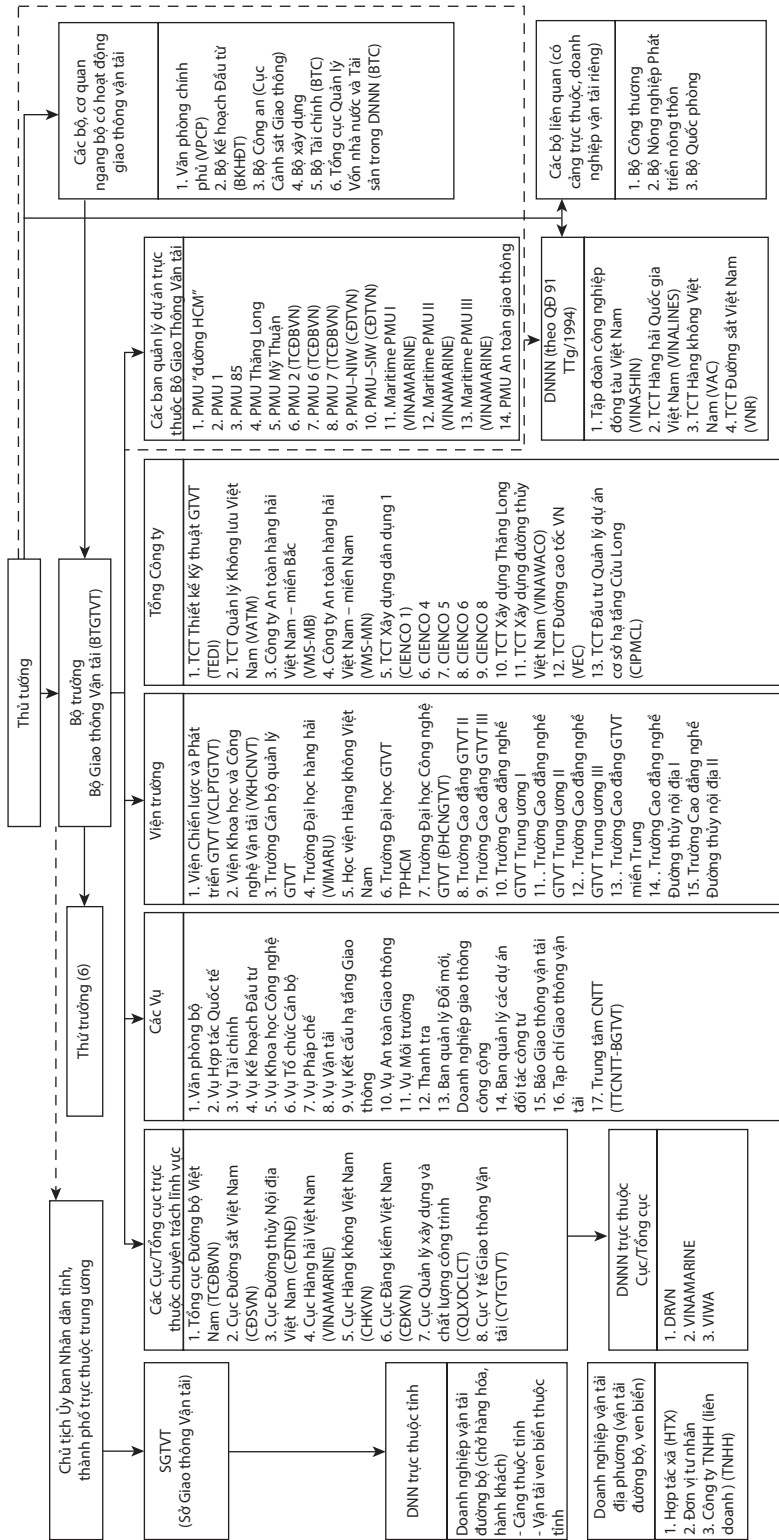 Thủ tướng
Chủ tịch Ủy ban Nhân dân tỉnh,
thành phố trực thuộc trung ương
Thứ trưởng (6)
Bộ trưởng
Bộ Giao thông Vận tải (BTGTVT)
Các bộ, cơ quan
ngang bộ có hoạt động
giao thông vận tải
1. Văn phòng chính
phủ (VPCP)
2. Bộ Kế hoạch Đầu từ
(BKHĐT)
3. Bộ Công an (Cục
Cảnh sát Giao thông)
4. Bộ xây dựng
5. Bộ Tài chính (BTC)
6. Tổng cục Quản lý
Vốn nhà nước và Tài
sản trong DNNN (BTC)
SGTVT
(Sở Giao thông Vận tải)
Các Cục/Tổng cục trực
thuộc chuyên trách lĩnh vực
1. Tổng cục Đường bộ Việt
Nam (TCĐBVN)
2. Cục Đường sắt Việt Nam
(CĐSVN)
3. Cục Đường thủy Nội địa
Việt Nam (CĐTNĐ)
4. Cục Hàng hải Việt Nam
(VINAMARINE)
5. Cục Hàng không Việt Nam
(CHKVN)
6. Cục Đăng kiểm Việt Nam
(CĐKVN)
7. Cục Quản lý xây dựng và
chất lượng công trình
(CQLXDCLCT)
8. Cục Y tế Giao thông Vận
tải (CYTGTVT)
Các Vụ
1. Văn phòng bộ
2. Vụ Hợp tác Quốc tế
3. Vụ Tài chính
4. Vụ Kế hoạch Đầu tư
5. Vụ Khoa học Công nghệ
6. Vụ Tổ chức Cán bộ
7. Vụ Pháp chế
8. Vụ Vận tải
9. Vụ Kết cấu hạ tầng Giao
thông
10. Vụ An toàn Giao thông
11. Vụ Môi trường
12. Thanh tra
13. Ban quản lý Đổi mới,
Doanh nghiệp giao thông
công cộng
14. Ban quản lý các dự án
đối tác công tư
15. Báo Giao thông vận tải
16. Tạp chí Giao thông vận
tải
17. Trung tâm CNTT
(TTCNTT-BGTVT)
Viện trường
1. Viện Chiến lược và Phát
triển GTVT (VCLPTGTVT)
2. Viện Khoa học và Công
nghệ Vận tải (VKHCNVT)
3. Trường Cán bộ quản lý
GTVT
4. Trường Đại học hàng hải
(VIMARU)
5. Học viện Hàng không Việt
Nam
6. Trường Đại học GTVT
TPHCM
7. Trường Đại học Công nghệ
GTVT (ĐHCNGTVT)
8. Trường Cao đẳng GTVT II
9. Trường Cao đẳng GTVT III
10. Trường Cao đẳng nghề
GTVT Trung ương I
11. . Trường Cao đẳng nghề
GTVT Trung ương II
12. . Trường Cao đẳng nghề
GTVT Trung ương III
13. . Trường Cao đẳng GTVT
miền Trung
14. . Trường Cao đẳng nghề
Đường thủy nội địa I
15. Trường Cao đẳng nghề
Đường thủy nội địa II
Tổng Công ty
1. TCT Thiết kế Kỹ thuật GTVT
(TEDI)
2. TCT Quản lý Không lưu Việt
Nam (VATM)
3. Công ty An toàn hàng hải
Việt Nam – miền Bắc
(VMS-MB)
4. Công ty An toàn hàng hải
Việt Nam – miền Nam
(VMS-MN)
5. TCT Xây dựng dân dụng 1
(CIENCO 1)
6. CIENCO 4
7. CIENCO 5
8. CIENCO 6
9. CIENCO 8
10. TCT Xây dựng Thăng Long
11. TCT Xây dựng đường thủy
Việt Nam (VINAWACO)
12. TCT Đường cao tốc VN
(VEC)
13. TCT Đầu tư Quản lý dự án
cơ sở hạ tầng Cửu Long
(CIPMCL)
Các ban quản lý dự án trực
thuộc Bộ Giao Thông Vận tải
1. PMU “đường HCM”
2. PMU 1
3. PMU 85
4. PMU Thăng Long
5. PMU Mỹ Thuận
6. PMU 2 (TCĐBVN)
7. PMU 6 (TCĐBVN)
8. PMU 7 (TCĐBVN)
9. PMU–NIW (CĐTVN)
10. PMU–SIW (CĐTVN)
11. Maritime PMU I
(VINAMARINE)
12. Maritime PMU II
(VINAMARINE)
13. Maritime PMU III
(VINAMARINE)
14. PMU An toàn giao thông
DNN trực thuộc tỉnh
Doanh nghiệp vận tải
đường bộ (chở hàng hóa,
hành khách)
- Cảng thuộc tỉnh
- Vận tải ven biển thuộc
tỉnh
Doanh nghiệp vận tải
địa phương (vận tải
đường bộ, ven biển)
1. Hợp tác xã (HTX)
2. Đơn vị tư nhân
3. Công ty TNHH (liên
doanh ) (TNHH)
DNNN trực thuộc
Cục/Tổng cục
1. DRVN
2. VINAMARINE
3. VIWA
DNNN (theo QĐ 91
TTg/1994)
1. Tập đoàn công nghiệp
đóng tàu Việt Nam
(VINASHIN)
2. TCT Hàng hải Quốc gia
Việt Nam (VINALINES)
3. TCT Hàng không Việt
Nam (VAC)
4. TCT Đường sắt Việt Nam
(VNR)
Các bộ liên quan (có
cảng trực thuộc, doanh
nghiệp vận tải riêng)
1. Bộ Công thương
2. Bộ Nông nghiệp Phát
triển nông thôn
3. Bộ Quốc phòng